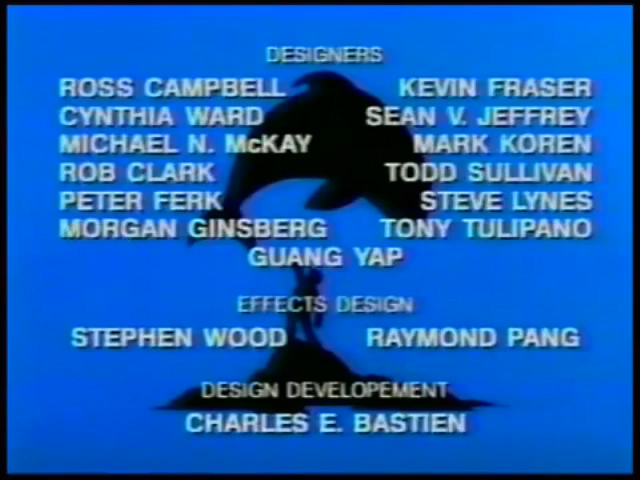 DESIGNERS
ROSS CAMPBELL KEVIN FRASER
CYNTHIA WARD SEAN V. JEFFREY
MICHAEL N. McKAY MARK KOREN
ROB CLARK TODD SULLIVAN
PETER FERK STEVE LYNES
MORGAN GINSBERG TONY TULIPANO
GUANG YAP
EFFECTS DESIGN
STEPHEN WOOD RAYMOND PANG
DESIGN DEVELOPEMENT
CHARLES E. BASTIEN